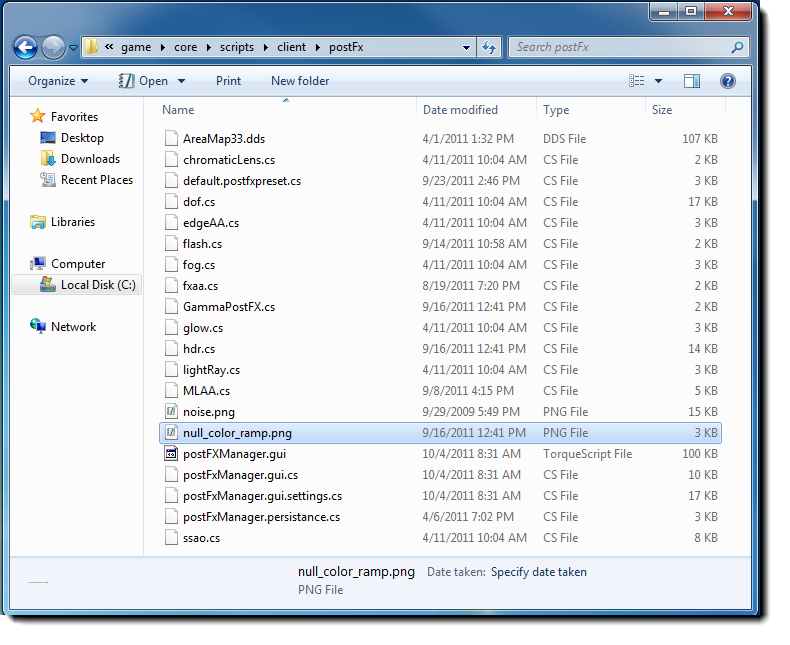 « game core scripts client postFx Search postFx
Organize Open Print New folder
Name Date modified Type Size
Favorites
Desktop
Downloads
Recent Places
Libraries
Computer
Local Disk (C:)
Network
AreaMap33.dds 4/1/2011 1:32 PM DDS File 107 KB
chromaticLens.cs 4/11/2011 10:04 AM CS File 2 KB
default.postfxpreset.cs 9/23/2011 2:46 PM CS File 3 KB
dof.cs 4/11/2011 10:04 AM CS File 17 KB
edgeAA.cs 4/11/2011 10:04 AM CS File 3 KB
flash.cs 9/14/2011 10:58 AM CS File 2 KB
fog.cs 4/11/2011 10:04 AM CS File 3 KB
fxaa.cs 8/19/2011 7:20 PM CS File 2 KB
GammaPostFX.cs 9/16/2011 12:41 PM CS File 2 KB
glow.cs 4/11/2011 10:04 AM CS File 3 KB
hdr.cs 9/16/2011 12:41 PM CS File 14 KB
lightRay.cs 4/11/2011 10:04 AM CS File 3 KB
MLAA.cs 9/8/2011 4:15 PM CS File 5 KB
noise.png 9/29/2009 5:49 PM PNG File 15 KB
null_color_ramp.png 9/16/2011 12:41 PM PNG File 3 KB
postFXManager.gui 10/4/2011 8:31 AM TorqueScript File 100 KB
postFxManager.gui.cs 10/4/2011 8:31 AM CS File 10 KB
postFxManager.gui.settings.cs 10/4/2011 8:31 AM CS File 17 KB
postFxManager.persistance.cs 4/6/2011 7:02 PM CS File 3 KB
ssao.cs 4/11/2011 10:04 AM CS File 8 KB
null_color_ramp.png Date taken: Specify date taken
PNG File